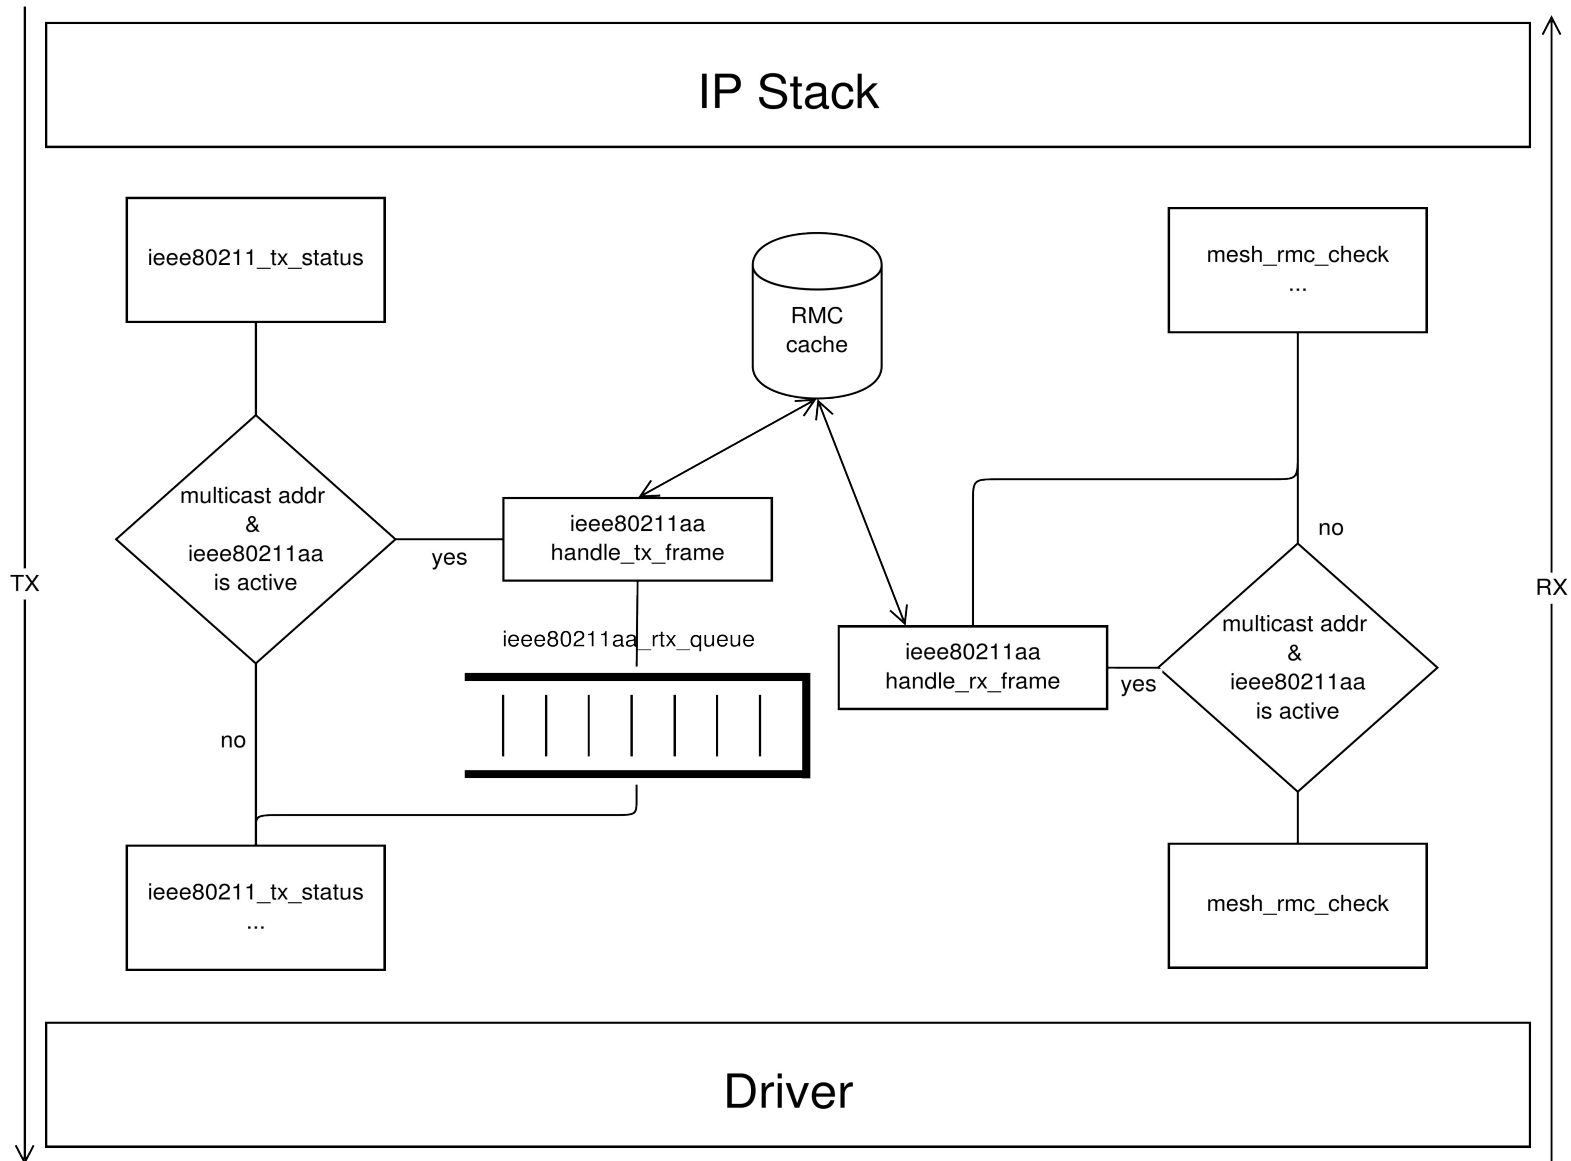 IP Stack
ieee80211_tx_status
mesh_rmc_check
...
RMC
cache
multicast addr
&
ieee80211aa
is active
yes
ieee80211aa
handle_tx_frame
no
TX
RX
ieee80211aa_rtx_queue
ieee80211aa
handle_rx_frame
yes
multicast addr
&
ieee80211aa
is active
no
ieee80211_tx_status
...
mesh_rmc_check
Driver